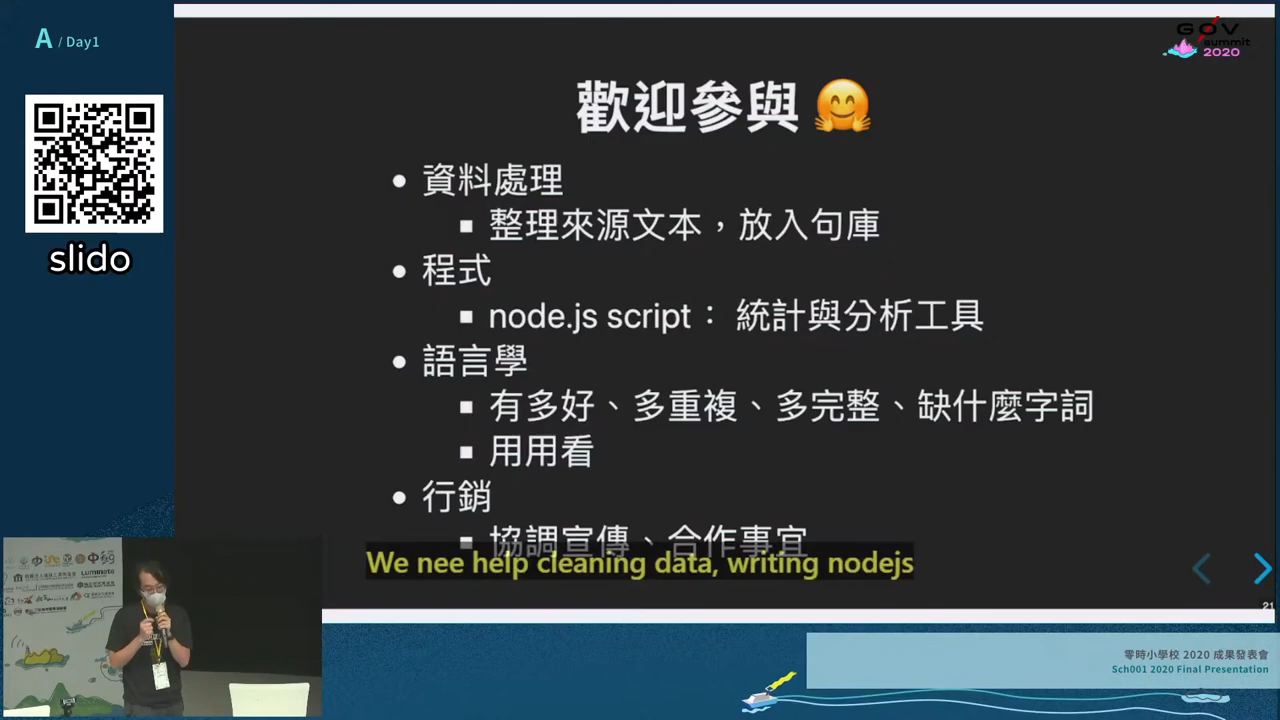 A / Day1
GOV
summit
2020
slido
歡迎參與 🤗
資料處理
整理來源文本，放入句庫
程式
node.js script： 統計與分析工具
語言學
有多好、多重複、多完整、缺什麼字詞
用用看
行銷
協調宣傳、合作事宜
We nee help cleaning data, writing nodejs
21
零時小學校 2020 成果發表會
Sch001 2020 Final Presentation
Luminate